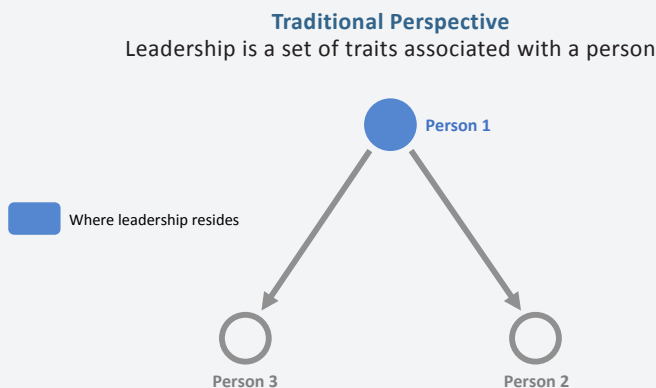 Traditional Perspective
Leadership is a set of traits associated with a person
Person 1
Where leadership resides
Person 3
Person 2